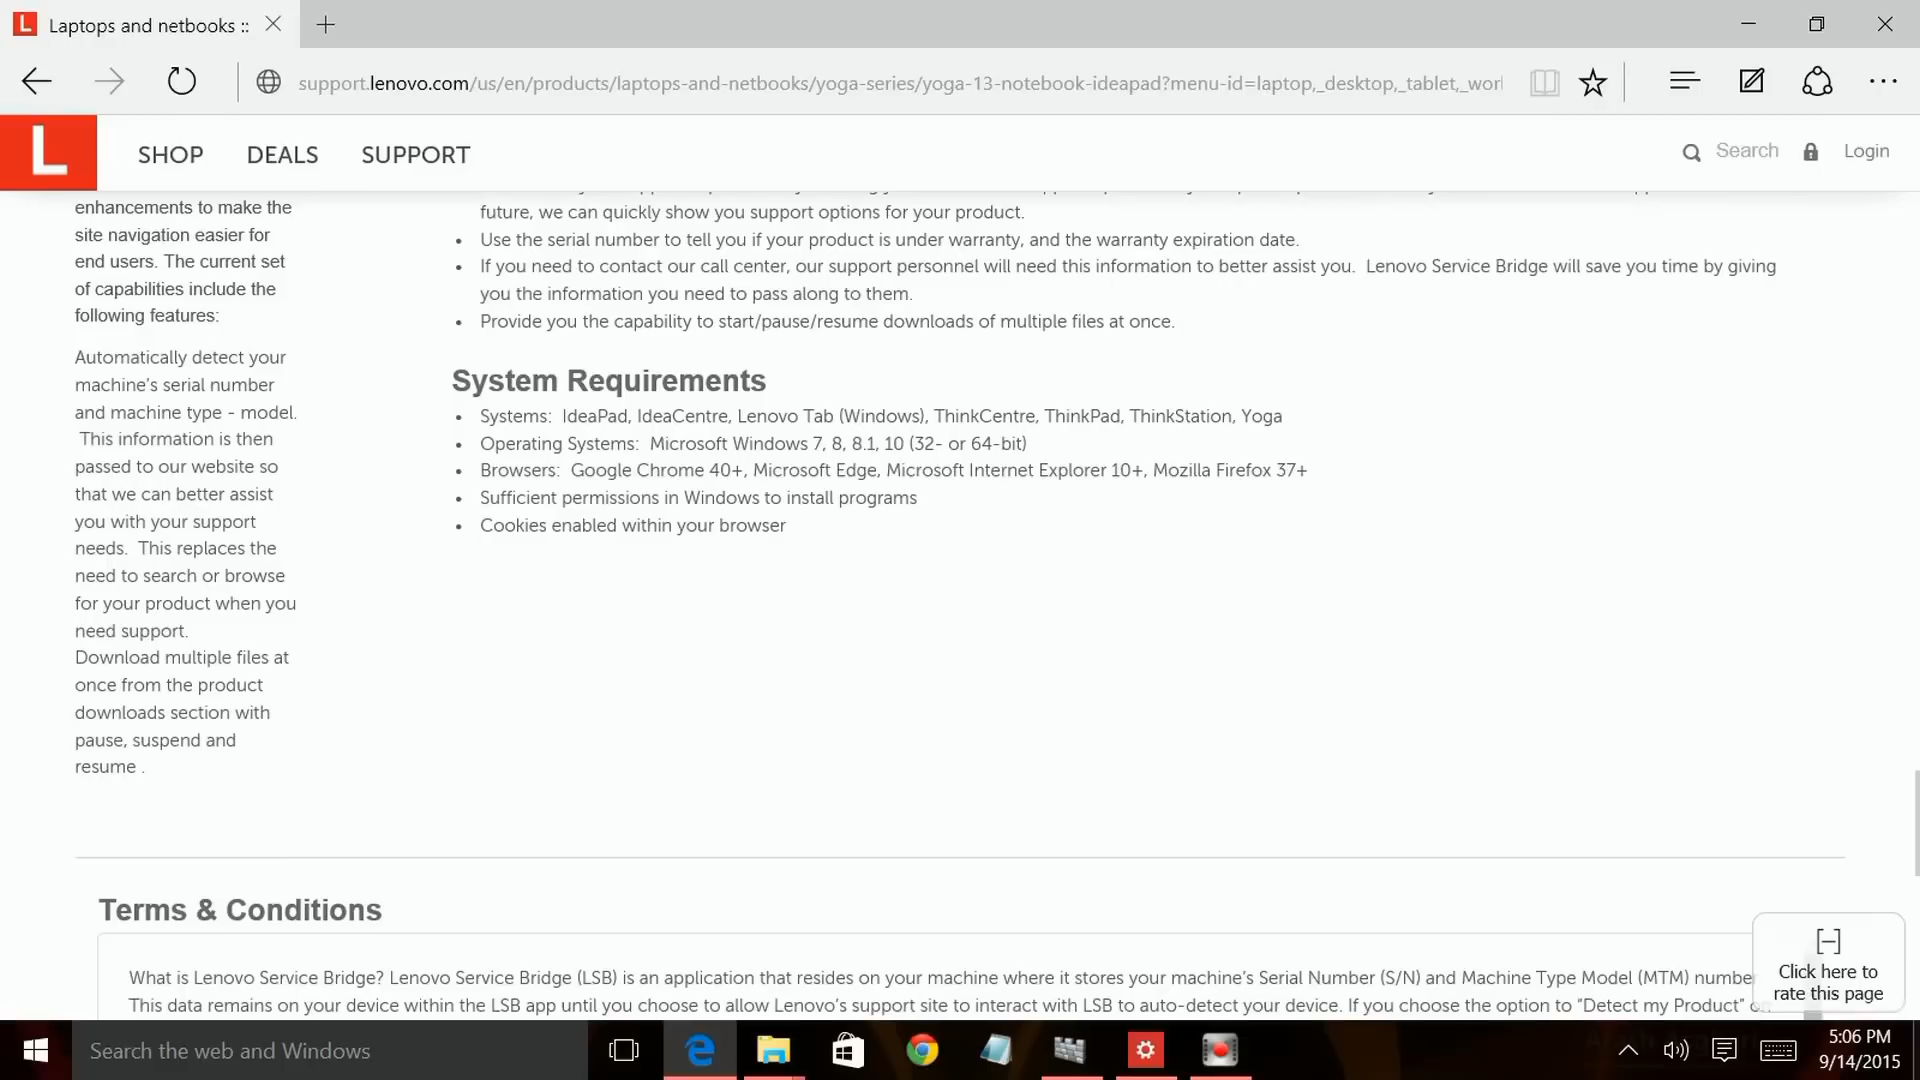 Laptops and netbooks ::
support.lenovo.com/us/en/products/laptops-and-netbooks/yoga-series/yoga-13-notebook-ideapad?menu-id=laptop,_desktop,_tablet,_wor
L
SHOP DEALS SUPPORT
Search Login
enhancements to make the
site navigation easier for
end users. The current set
of capabilities include the
following features:
Automatically detect your
machine's serial number
and machine type - model.
This information is then
passed to our website so
that we can better assist
you with your support
needs. This replaces the
need to search or browse
for your product when you
need support.
Download multiple files at
once from the product
downloads section with
pause, suspend and
resume .
future, we can quickly show you support options for your product.
• Use the serial number to tell you if your product is under warranty, and the warranty expiration date.
• If you need to contact our call center, our support personnel will need this information to better assist you. Lenovo Service Bridge will save you time by giving
you the information you need to pass along to them.
• Provide you the capability to start/pause/resume downloads of multiple files at once.
System Requirements
• Systems: IdeaPad, IdeaCentre, Lenovo Tab (Windows), ThinkCentre, ThinkPad, ThinkStation, Yoga
• Operating Systems: Microsoft Windows 7, 8, 8.1, 10 (32- or 64-bit)
• Browsers: Google Chrome 40+, Microsoft Edge, Microsoft Internet Explorer 10+, Mozilla Firefox 37+
• Sufficient permissions in Windows to install programs
• Cookies enabled within your browser
Terms & Conditions
What is Lenovo Service Bridge? Lenovo Service Bridge (LSB) is an application that resides on your machine where it stores your machine's Serial Number (S/N) and Machine Type Model (MTM) number
This data remains on your device within the LSB app until you choose to allow Lenovo's support site to interact with LSB to auto-detect your device. If you choose the option to "Detect my Product"
[-]
Click here to
rate this page
Search the web and Windows
5:06 PM
9/14/2015